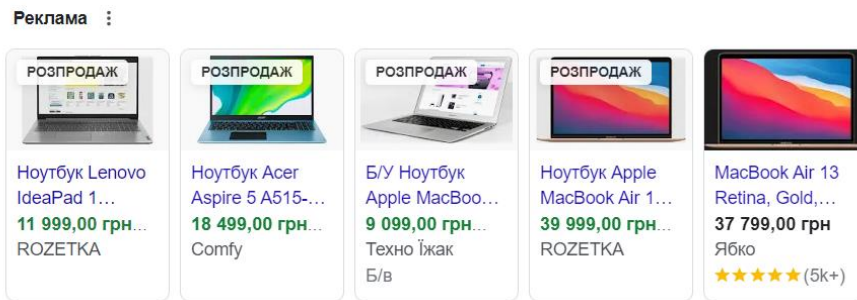 Реклама
РОЗПРОДАЖ
Ноутбук Lenovo
IdeaPad 1...
11 999,00 грн...
ROZETKA
РОЗПРОДАЖ
Ноутбук Acer
Aspire 5 A515-...
18 499,00 грн...
Comfy
РОЗПРОДАЖ
Б/У Ноутбук
Apple MacBoo...
9 099,00 грн...
Техно Їжак
Б/в
РОЗПРОДАЖ
Ноутбук Apple
MacBook Air 1...
39 999,00 грн...
ROZETKA
MacBook Air 13
Retina, Gold,...
37 799,00 грн
Ябко
(5k+)